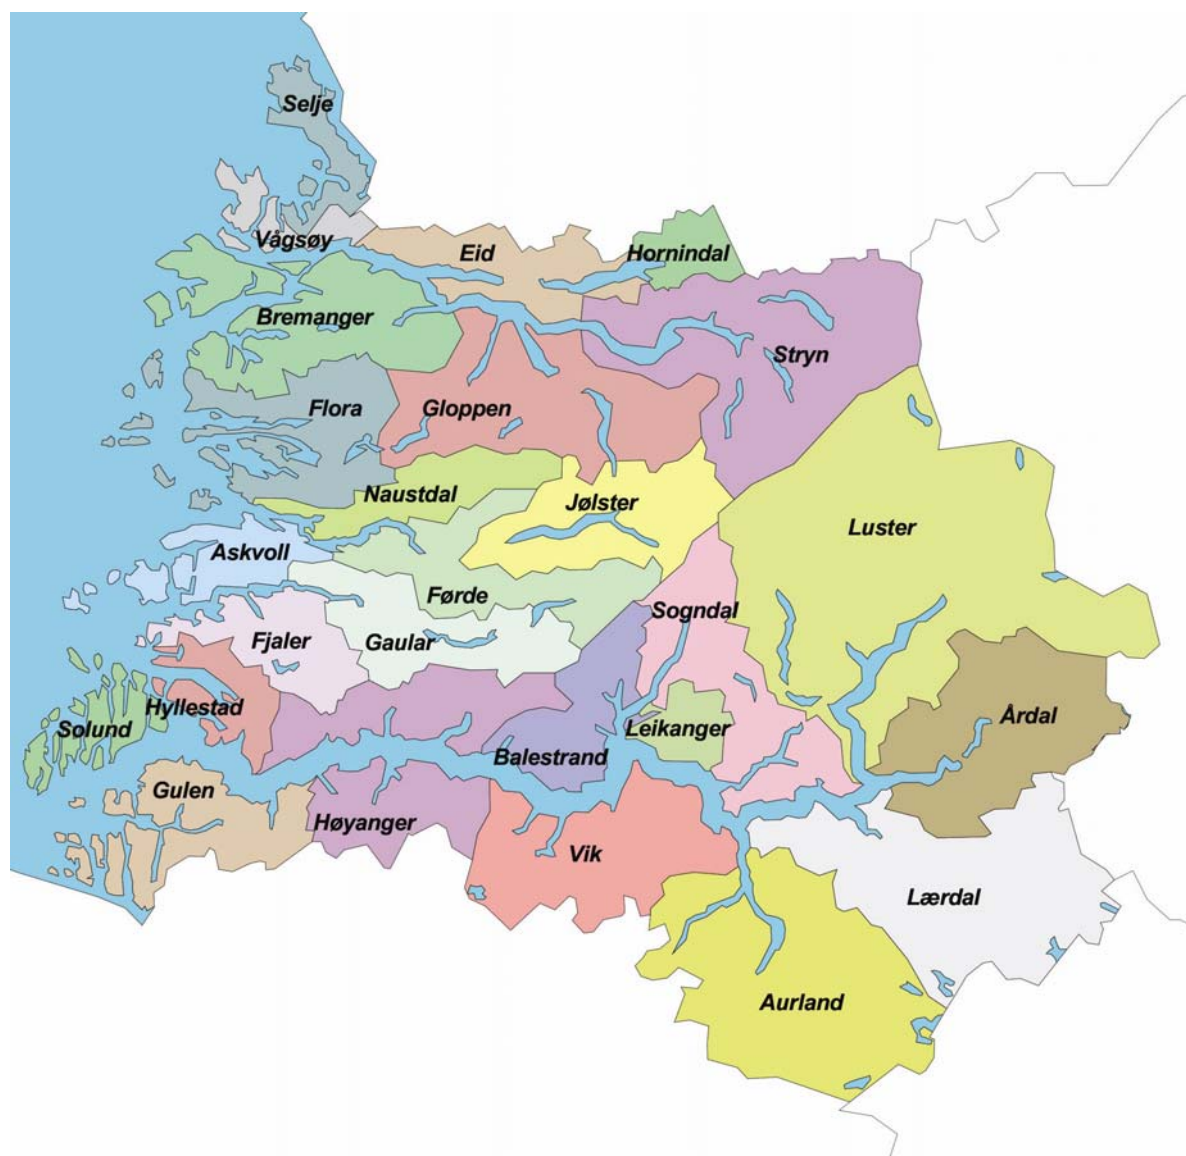 Selje
Vågsøy
Eid
Hornindal
Bremanger
Stryn
Flora
Gloppen
Naustdal
Jølster
Luster
Askvoll
Førde
Sogndal
Fjaler
Gaular
Hyllestad
Solund
Leikanger
Årdal
Balestrand
Gulen
Høyanger
Vik
Lærdal
Aurland